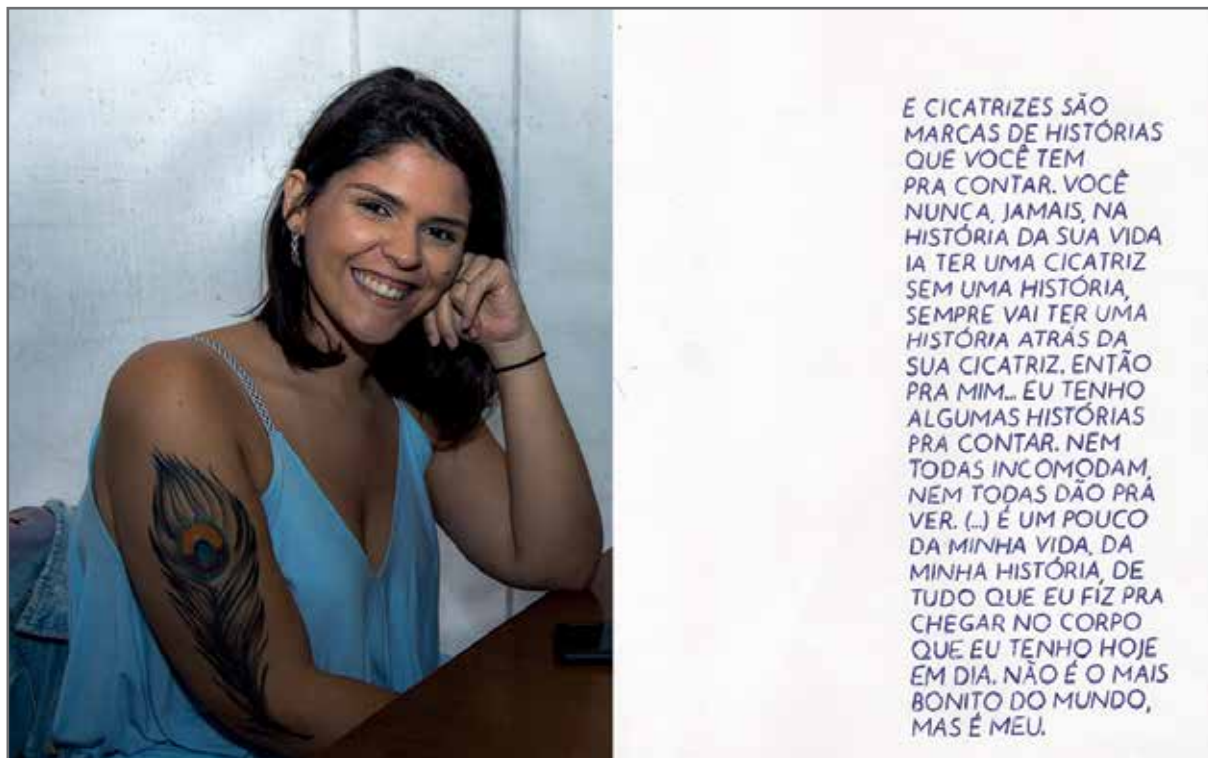 E CICATRIZES SÃO
MARCAS DE HISTÓRIAS
QUE VOCÊ TEM
PRA CONTAR. VOCÊ
NUNCA, JAMAIS, NA
HISTÓRIA DA SUA VIDA
IA TER UMA CICATRIZ
SEM UMA HISTÓRIA,
SEMPRE VAI TER UMA
HISTÓRIA ATRÁS DA
SUA CICATRIZ. ENTÃO
PRA MIM... EU TENHO
ALGUMAS HISTÓRIAS
PRA CONTAR. NEM
TODAS INCOMODAM,
NEM TODAS DÃO PRA
VER. (...) É UM POUCO
DA MINHA VIDA, DA
MINHA HISTÓRIA, DE
TUDO QUE EU FIZ PRA
CHEGAR NO CORPO
QUE EU TENHO HOJE
EM DIA. NÃO É O MAIS
BONITO DO MUNDO,
MAS É MEU.